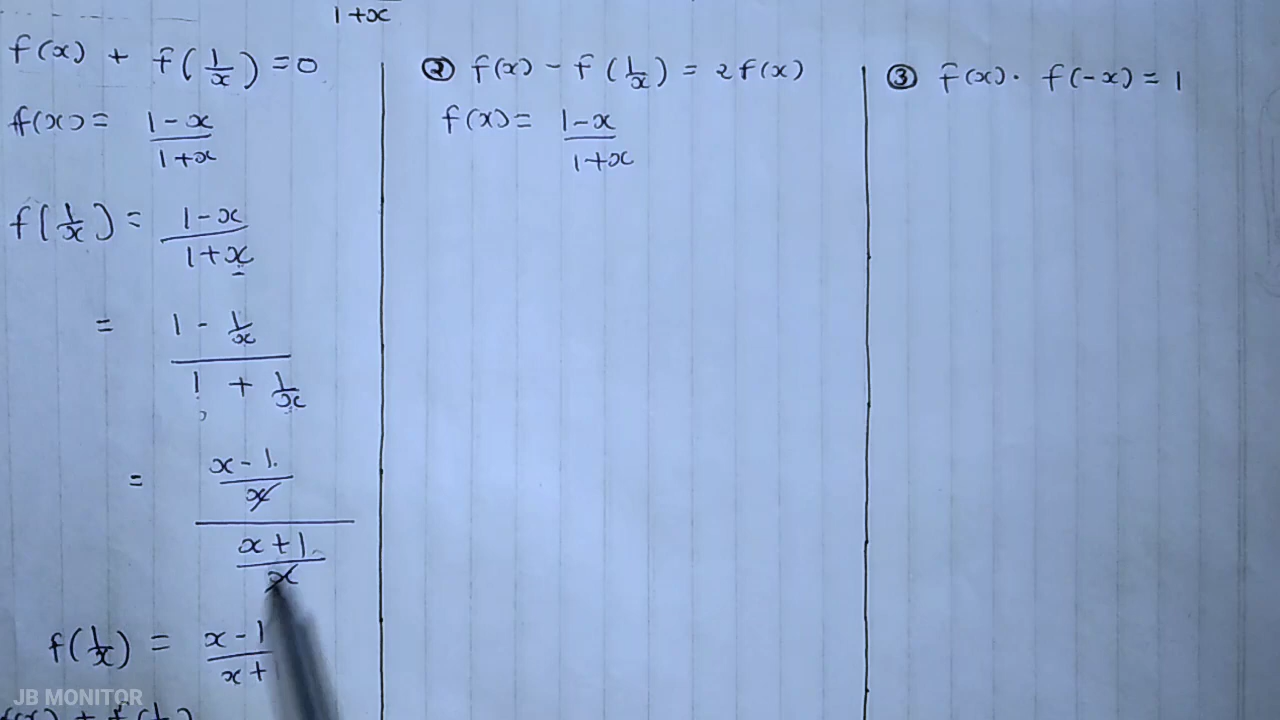 1+x
f(x) + f(1/x) = 0
f(x) = (1-x)/(1+x)
f(1/x) = (1-x)/(1+x)
= (1 - 1/x)/(1 + 1/x)
= ((x-1)/x)/((x+1)/x)
f(1/x) = (x-1)/(x+
f(x) + f(1/x)
② f(x) - f(1/x) = 2f(x)
f(x) = (1-x)/(1+x)
③ f(x) · f(-x) = 1
JB MONITOR